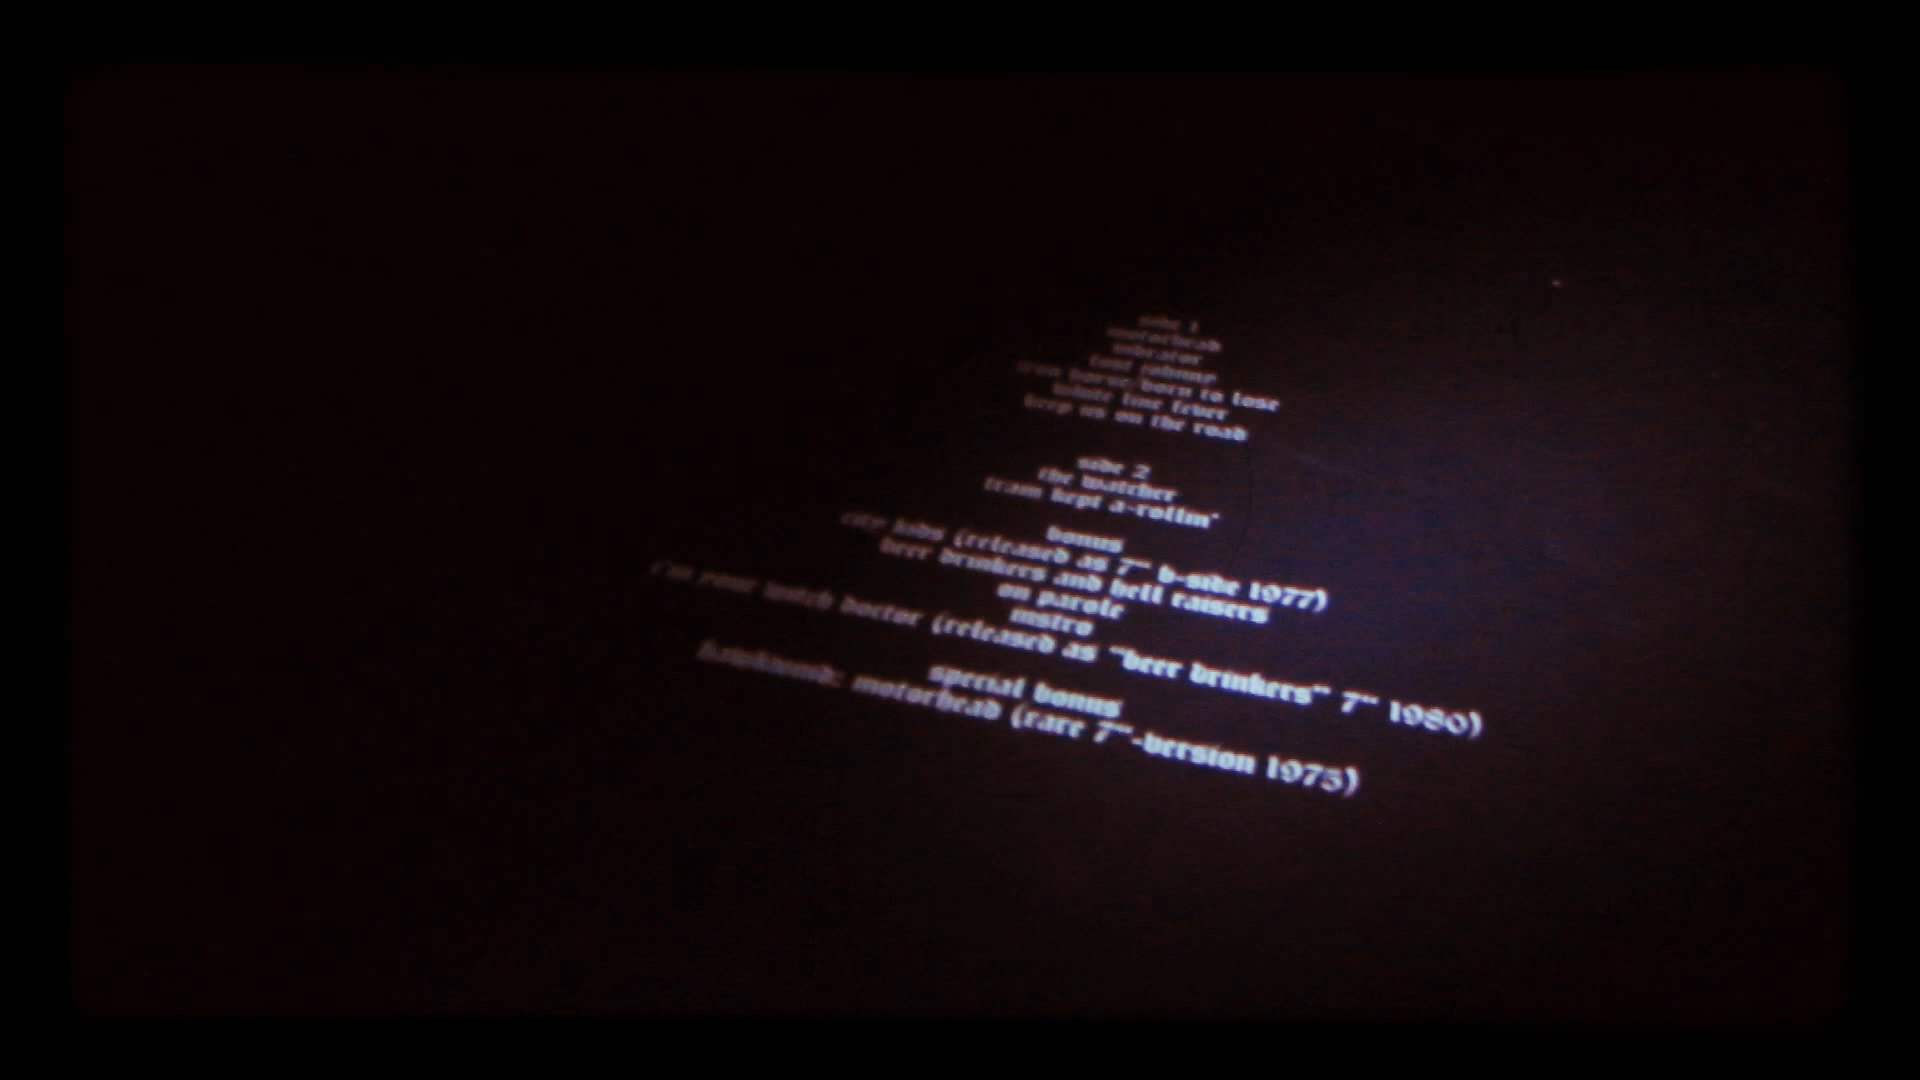 side 1
motorhead
vibrator
lost johnny
iron horse/born to lose
white line fever
keep us on the road
side 2
the watcher
train kept a-rollin'
bonus
city kids (released as 7" b-side 1977)
beer drinkers and hell raisers
on parole
instro
i'm your witch doctor (released as "beer drinkers" 7" 1980)
special bonus
hawkwind: motorhead (rare 7"-version 1975)